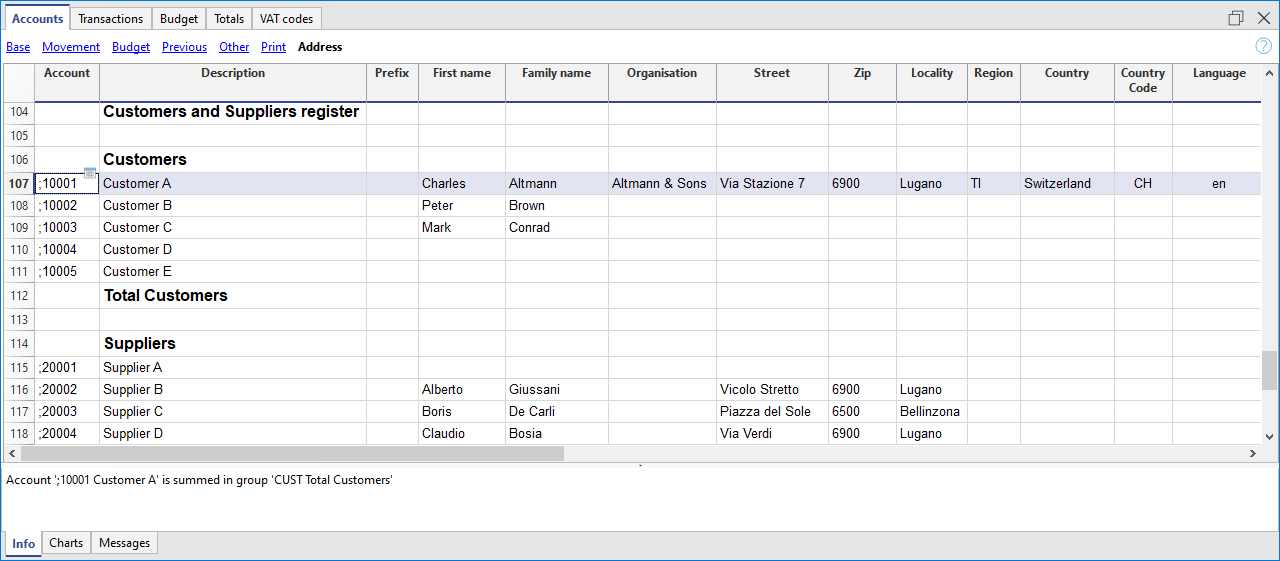 Accounts Transactions Budget Totals VAT codes
Base Movement Budget Previous Other Print Address
Account Description Prefix First name Family name Organisation Street Zip Locality Region Country Country Code Language
104 Customers and Suppliers register
105
106 Customers
107 ;10001 Customer A Charles Altmann Altmann & Sons Via Stazione 7 6900 Lugano TI Switzerland CH en
108 ;10002 Customer B Peter Brown
109 ;10003 Customer C Mark Conrad
110 ;10004 Customer D
111 ;10005 Customer E
112 Total Customers
113
114 Suppliers
115 ;20001 Supplier A
116 ;20002 Supplier B Alberto Giussani Vicolo Stretto 6900 Lugano
117 ;20003 Supplier C Boris De Carli Piazza del Sole 6500 Bellinzona
118 ;20004 Supplier D Claudio Bosia Via Verdi 6900 Lugano
Account ';10001 Customer A' is summed in group 'CUST Total Customers'
Info Charts Messages